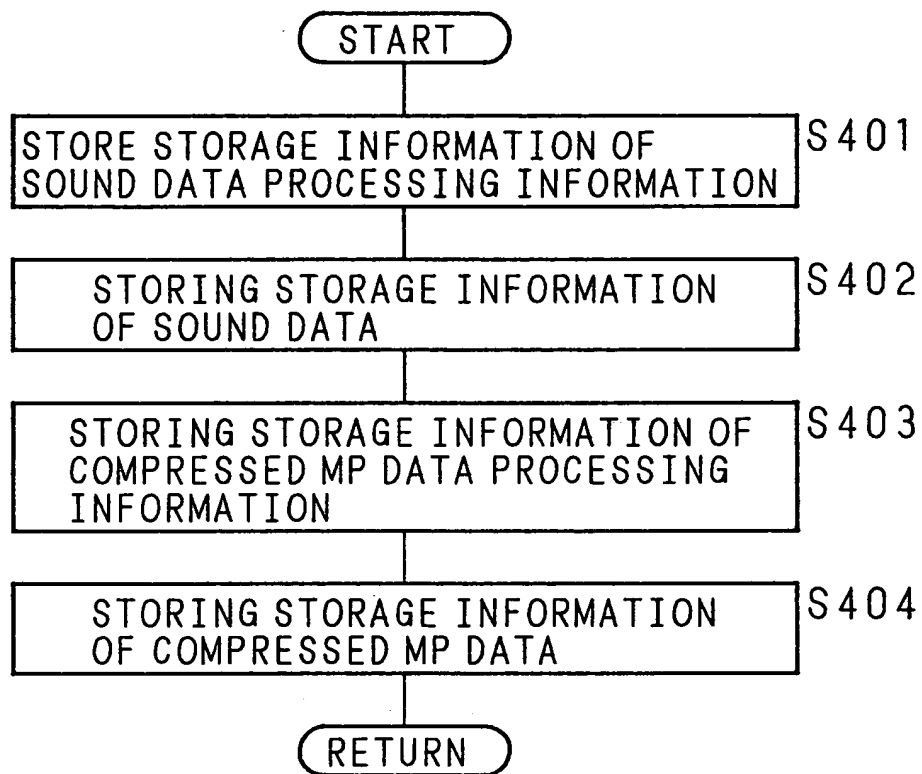 START
STORE STORAGE INFORMATION OF S401
SOUND DATA PROCESSING INFORMATION
STORING STORAGE INFORMATION S402
OF SOUND DATA
STORING STORAGE INFORMATION OF S403
COMPRESSED MP DATA PROCESSING
INFORMATION
STORING STORAGE INFORMATION S404
OF COMPRESSED MP DATA
RETURN